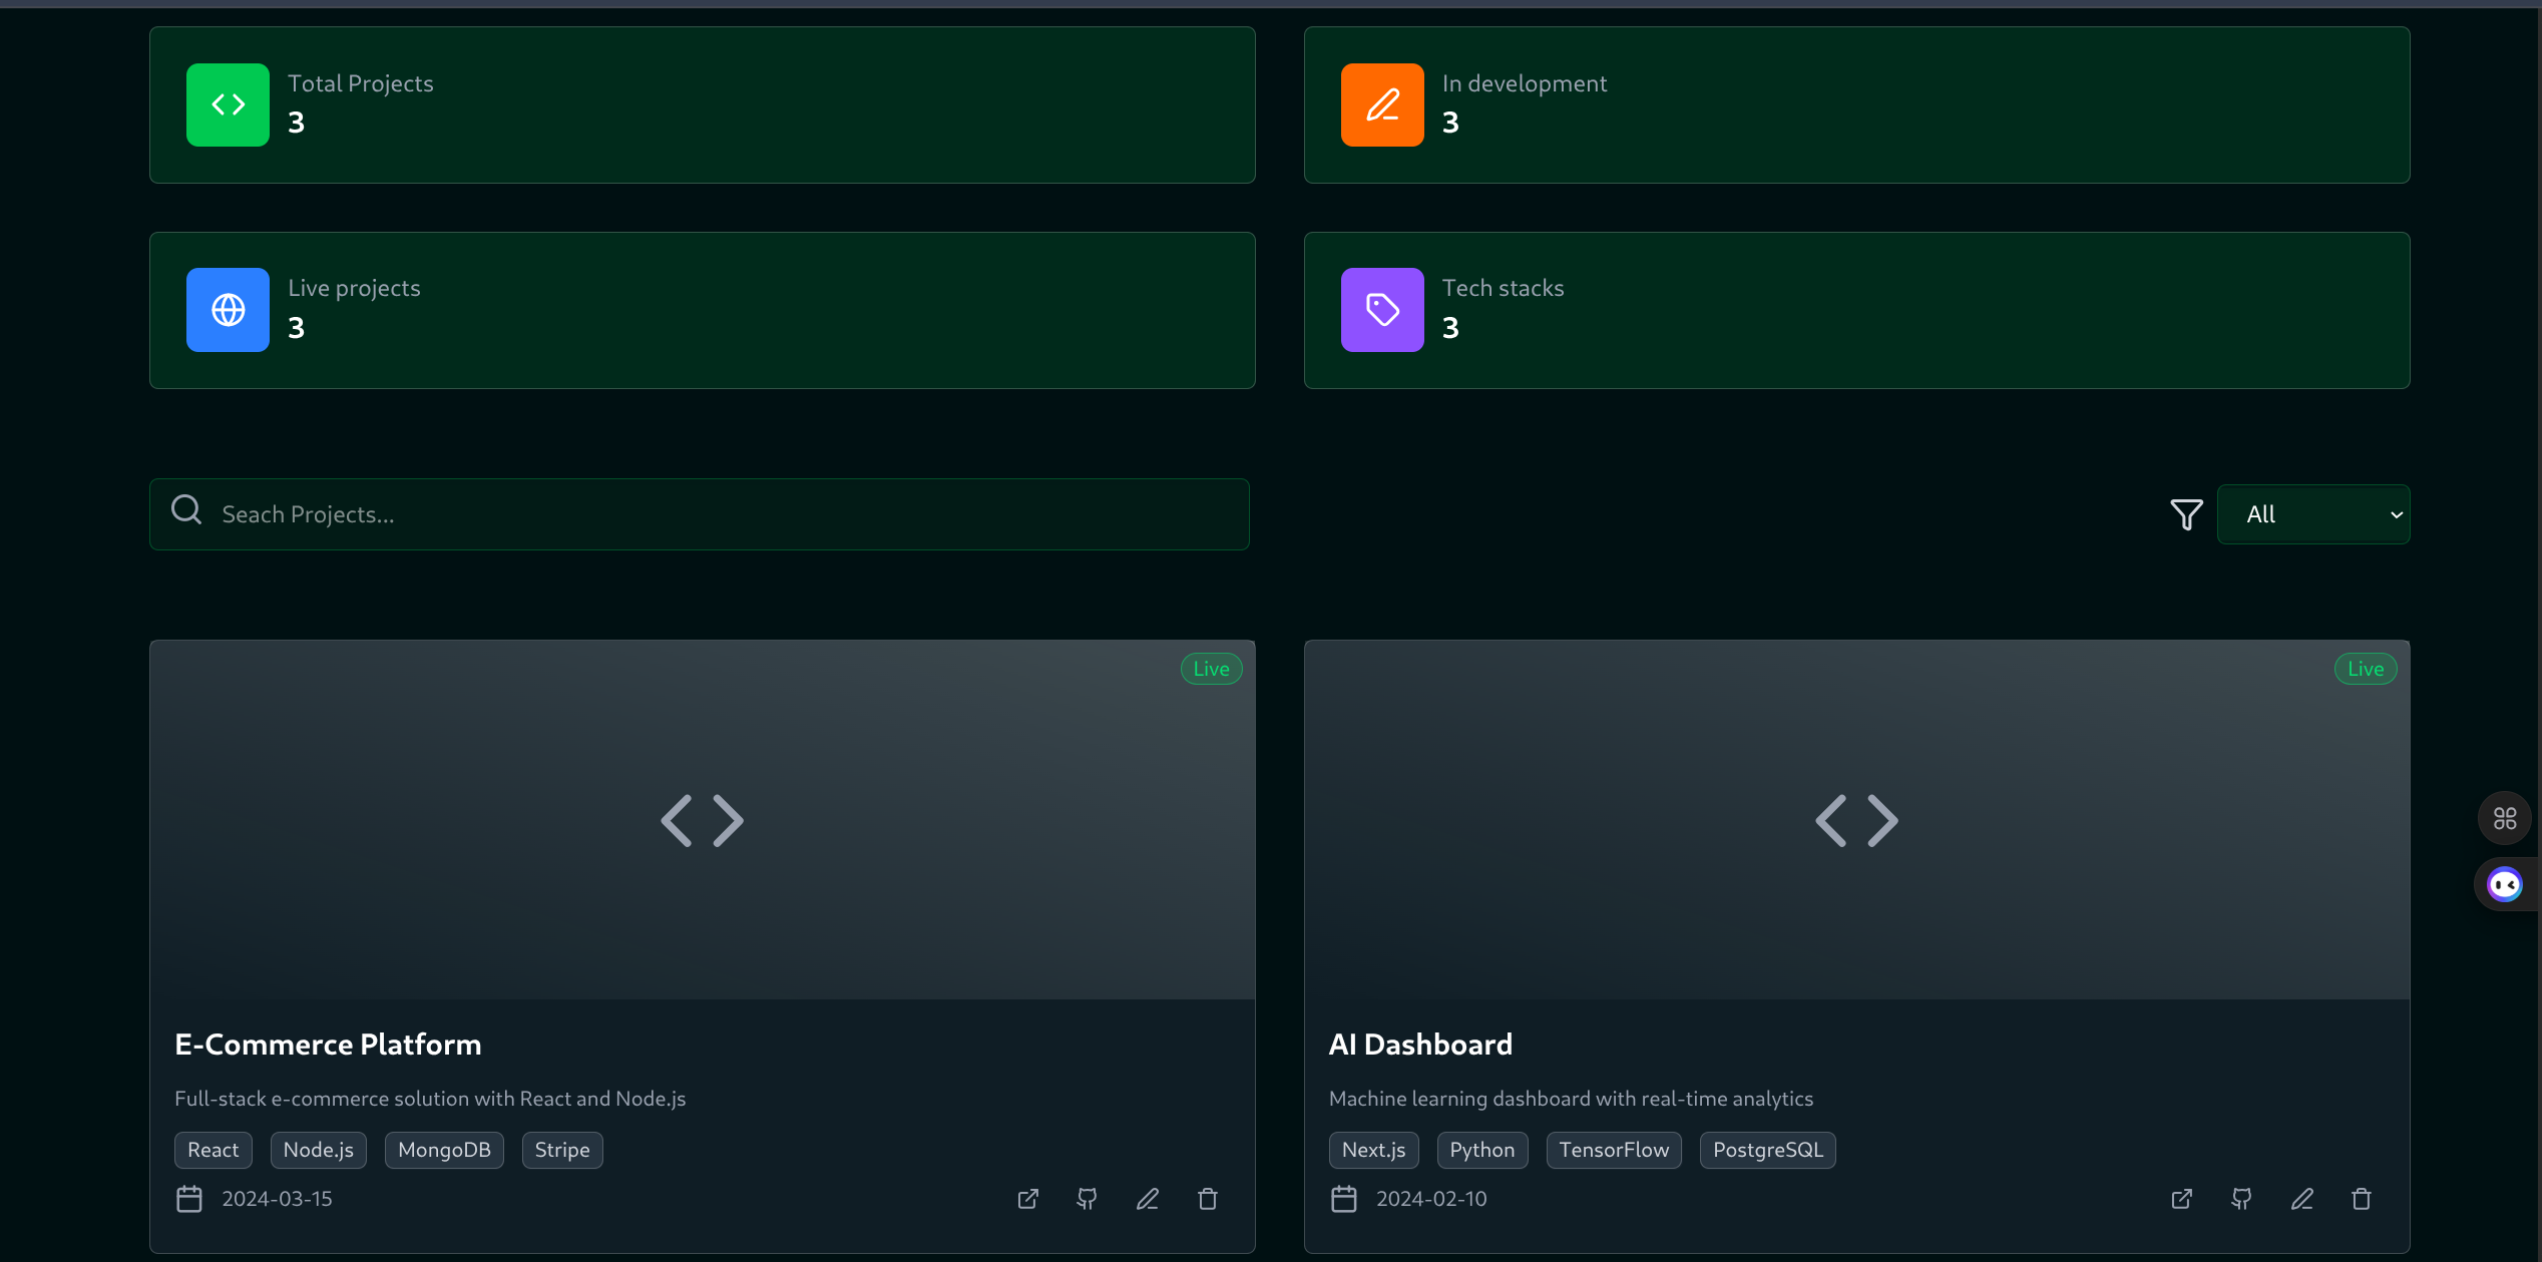 Total Projects
3
In development
3
Live projects
3
Tech stacks
3
Seach Projects...
All
Live
Live
E-Commerce Platform
Full-stack e-commerce solution with React and Node.js
React Node.js MongoDB Stripe
2024-03-15
AI Dashboard
Machine learning dashboard with real-time analytics
Next.js Python TensorFlow PostgreSQL
2024-02-10